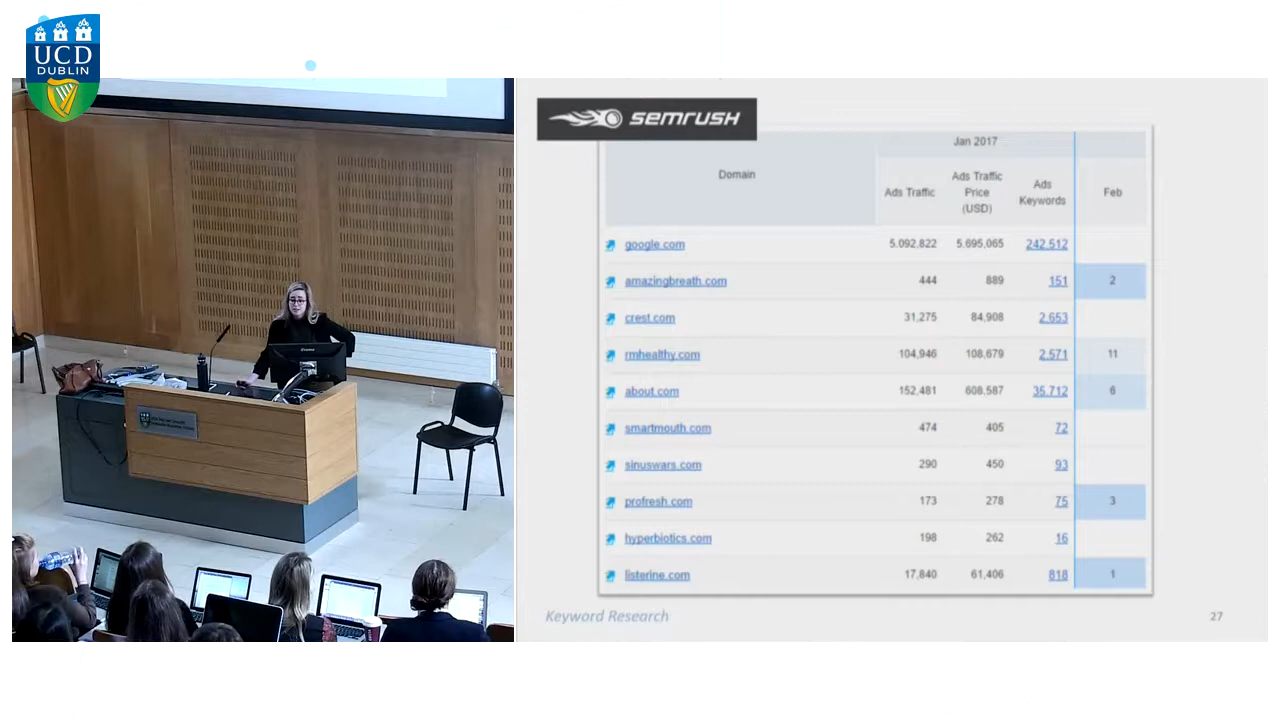 UCD
DUBLIN
SEMRUSH
Jan 2017
Domain
Ads Traffic
Ads Traffic
Price
(USD)
Ads
Keywords
Feb
google.com 5.092,822 5.695,065 242,512
amazingbreath.com 444 889 151 2
crest.com 31,275 84,908 2,653
rmhealthy.com 104,946 108,679 2,571 11
about.com 152,481 608,587 35,712 6
smartmouth.com 474 405 72
sinuswars.com 290 450 93
profresh.com 173 278 75 3
hyperbiotics.com 198 262 16
listerine.com 17,840 61,406 818 1
Keyword Research
27